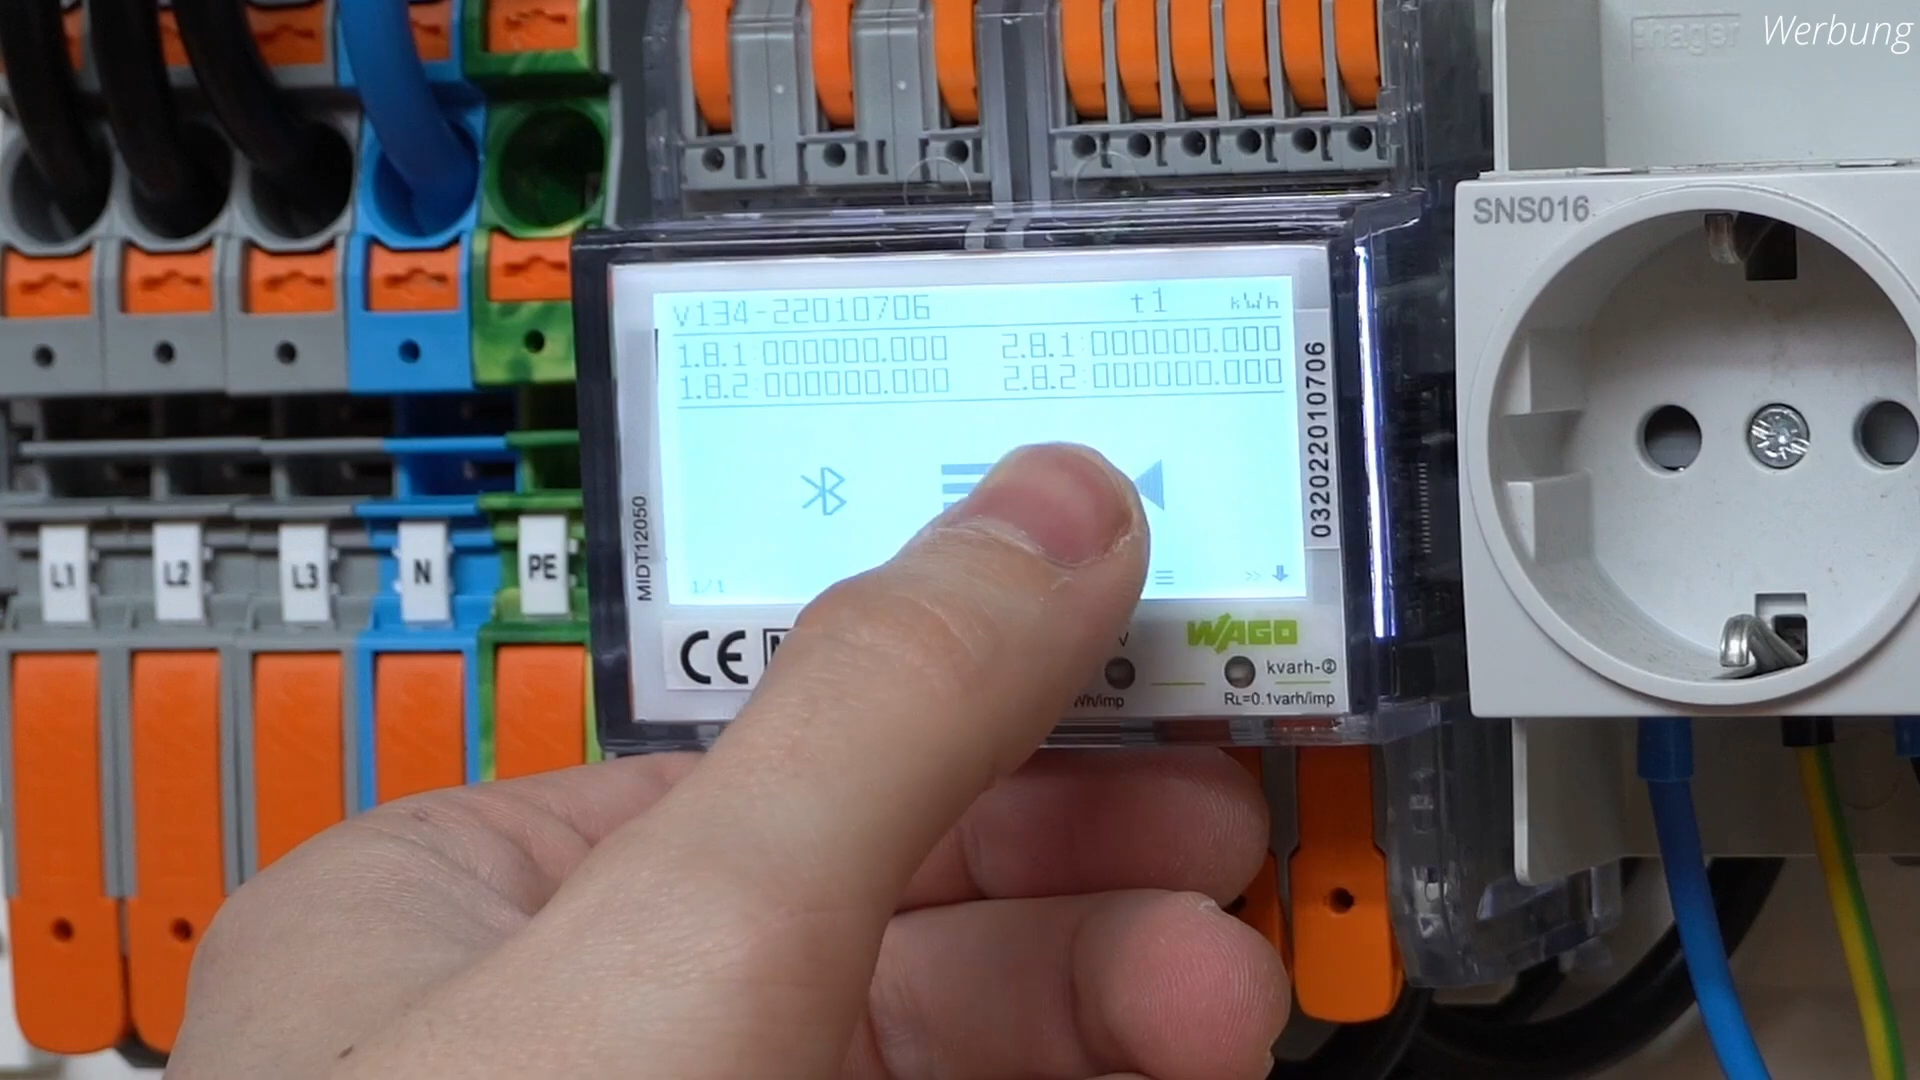 hager
Werbung
SNS016
V134-22010706 t1 kWh
1.8.1:000000.000 2.8.1:000000.000
1.8.2:000000.000 2.8.2:000000.000
1/1
>>
MIDT12050
0320222010706
L1 L2 L3 N PE
CE
WAGO
kvarh-②
Wh/imp
RL=0.1varh/imp